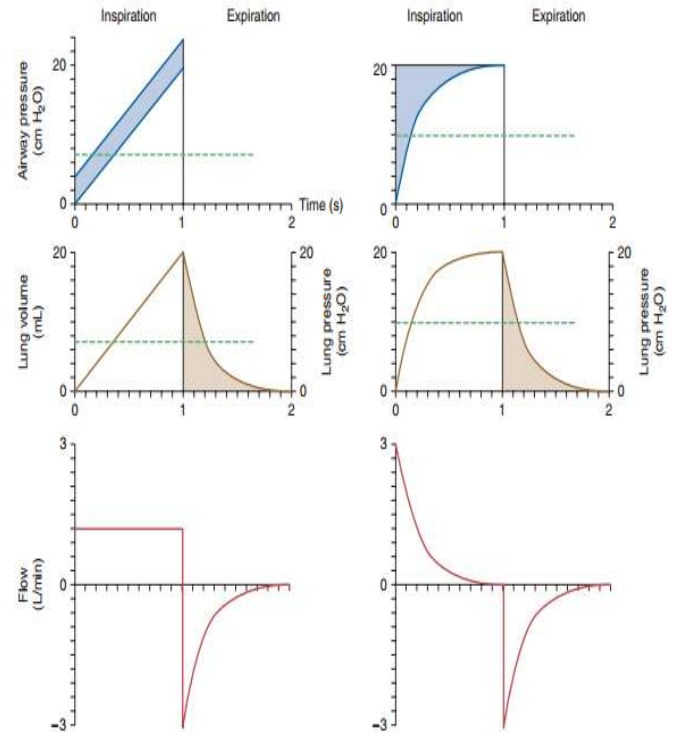 Inspiration Expiration Inspiration Expiration
Airway pressure
(cm H₂O)
20
0
0 1 2
Time (s)
20
0
0 1 2
Lung volume
(mL)
20
0
0 1 2
20
0
Lung pressure
(cm H₂O)
20
0
0 1 2
20
0
Lung pressure
(cm H₂O)
Flow
(L/min)
3
0
–3
3
0
–3